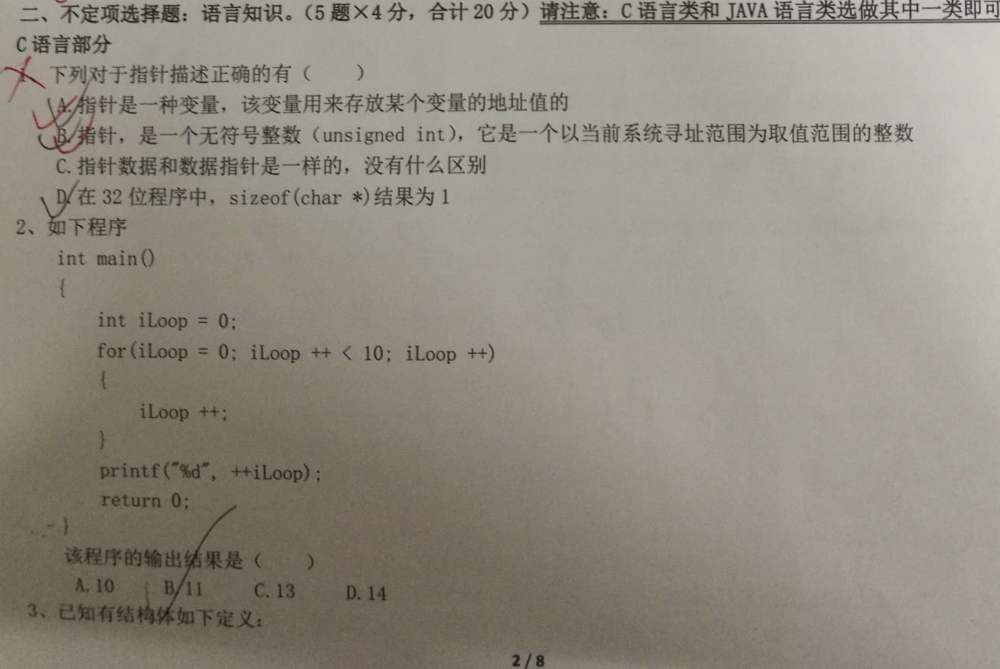 二、不定项选择题：语言知识。（5 题×4 分，合计 20 分）请注意：C 语言类和 JAVA 语言类选做其中一类即可
C 语言部分
1、下列对于指针描述正确的有（　　）
A. 指针是一种变量，该变量用来存放某个变量的地址值的
B. 指针，是一个无符号整数（unsigned int），它是一个以当前系统寻址范围为取值范围的整数
C. 指针数据和数据指针是一样的，没有什么区别
D. 在 32 位程序中，sizeof(char *)结果为 1
2、如下程序
int main()
{
int iLoop = 0;
for(iLoop = 0; iLoop ++ < 10; iLoop ++)
{
iLoop ++;
}
printf("%d", ++iLoop);
return 0;
}
该程序的输出结果是（　　）
A. 10　B. 11　C. 13　D. 14
3、已知有结构体如下定义：
2 / 8